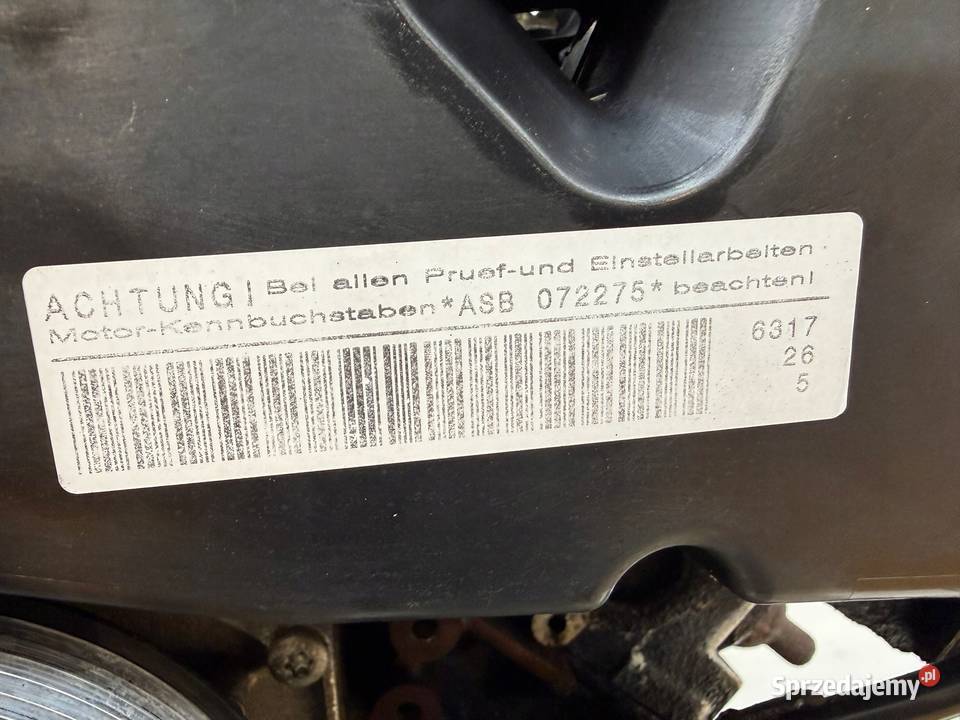 ACHTUNG! Bei allen Pruef-und Einstellarbeiten
Motor-Kennbuchstaben*ASB 072275*beachten!
6317
26
5
Sprzedajemy.pl